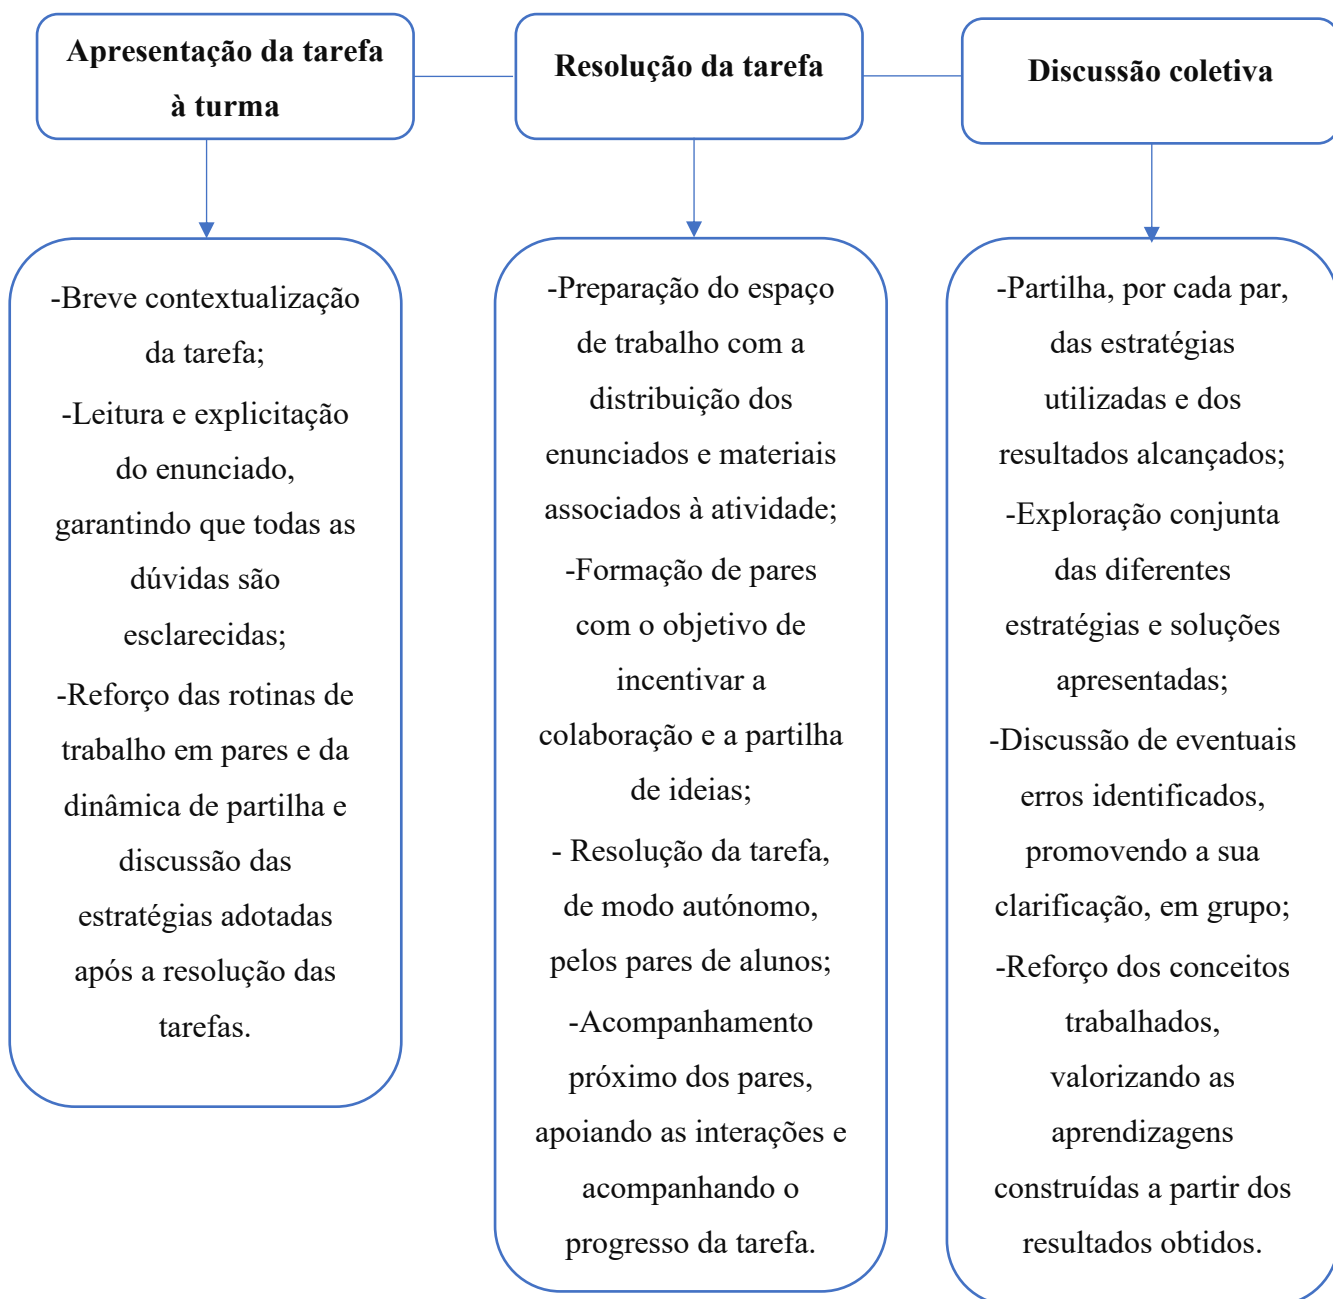 Apresentação da tarefa
à turma
Resolução da tarefa
Discussão coletiva
-Breve contextualização
da tarefa;
-Leitura e explicitação
do enunciado,
garantindo que todas as
dúvidas são
esclarecidas;
-Reforço das rotinas de
trabalho em pares e da
dinâmica de partilha e
discussão das
estratégias adotadas
após a resolução das
tarefas.
-Preparação do espaço
de trabalho com a
distribuição dos
enunciados e materiais
associados à atividade;
-Formação de pares
com o objetivo de
incentivar a
colaboração e a partilha
de ideias;
- Resolução da tarefa,
de modo autónomo,
pelos pares de alunos;
-Acompanhamento
próximo dos pares,
apoiando as interações e
acompanhando o
progresso da tarefa.
-Partilha, por cada par,
das estratégias
utilizadas e dos
resultados alcançados;
-Exploração conjunta
das diferentes
estratégias e soluções
apresentadas;
-Discussão de eventuais
erros identificados,
promovendo a sua
clarificação, em grupo;
-Reforço dos conceitos
trabalhados,
valorizando as
aprendizagens
construídas a partir dos
resultados obtidos.